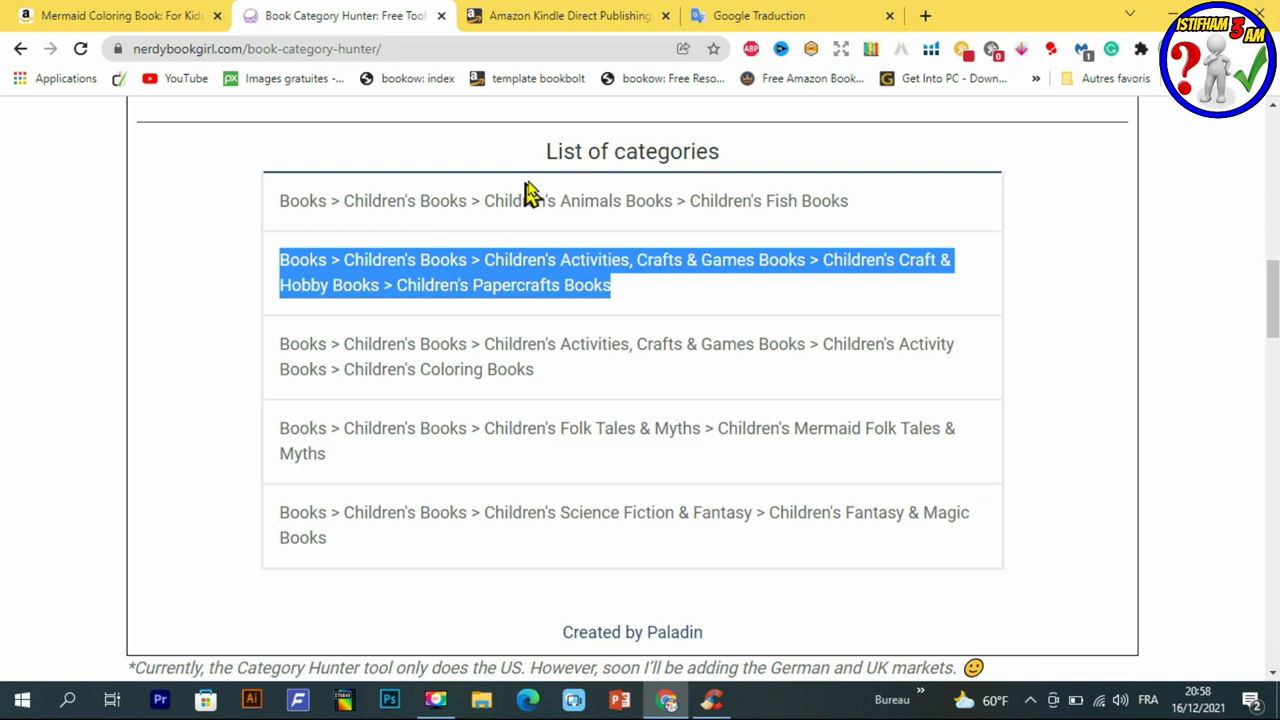 Mermaid Coloring Book: For Kids
Book Category Hunter: Free Tool
Amazon Kindle Direct Publishing
Google Traduction
ISTIFHAM 3 AM
nerdybookgirl.com/book-category-hunter/
Applications
YouTube
Images gratuites -...
bookow: index
template bookbolt
bookow: Free Reso...
Free Amazon Book...
Get Into PC - Down...
Autres favoris
List of categories
Books > Children's Books > Children's Animals Books > Children's Fish Books
Books > Children's Books > Children's Activities, Crafts & Games Books > Children's Craft &
Hobby Books > Children's Papercrafts Books
Books > Children's Books > Children's Activities, Crafts & Games Books > Children's Activity
Books > Children's Coloring Books
Books > Children's Books > Children's Folk Tales & Myths > Children's Mermaid Folk Tales &
Myths
Books > Children's Books > Children's Science Fiction & Fantasy > Children's Fantasy & Magic
Books
Created by Paladin
*Currently, the Category Hunter tool only does the US. However, soon I'll be adding the German and UK markets.
Bureau
60°F
FRA
20:58
16/12/2021